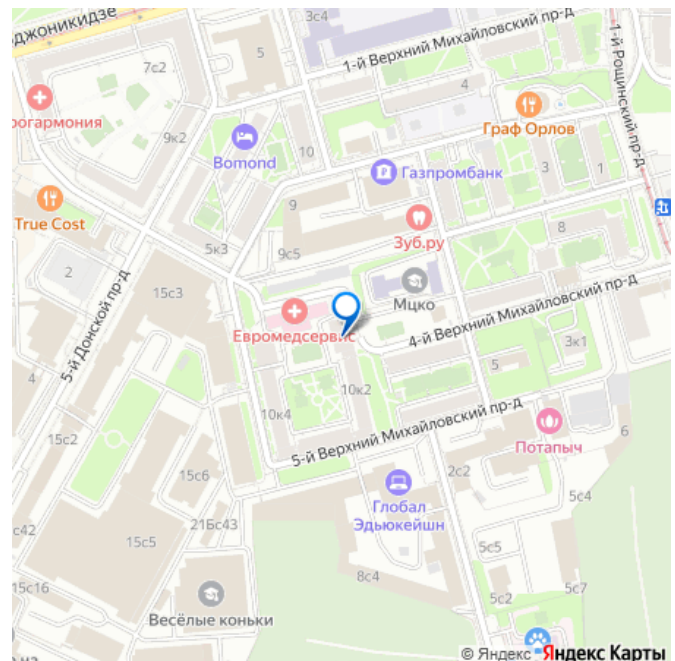 джоникидзе
3с4
1-й Верхний Михайловский пр-д
5
7с2
4
1-й Рощинский пр-д
рогармония
Граф Орлов
9к2
Bomond
10
Газпромбанк
3
1
True Cost
9
Зуб.ру
8
5к3
9с5
2
15с3
Мцко
5-й Донской пр-д
Евромедсервис
4-й Верхний Михайловский пр-д
3к1
4
5
10к2
10к4
5-й Верхний Михайловский пр-д
Потапыч
15с2
6
15с6
2с2
Глобал
Эдьюкейшн
5с4
21Бс43
с42
15с5
5с5
8с4
15с16
5с2
5с7
Весёлые коньки
© Яндекс Яндекс Карты